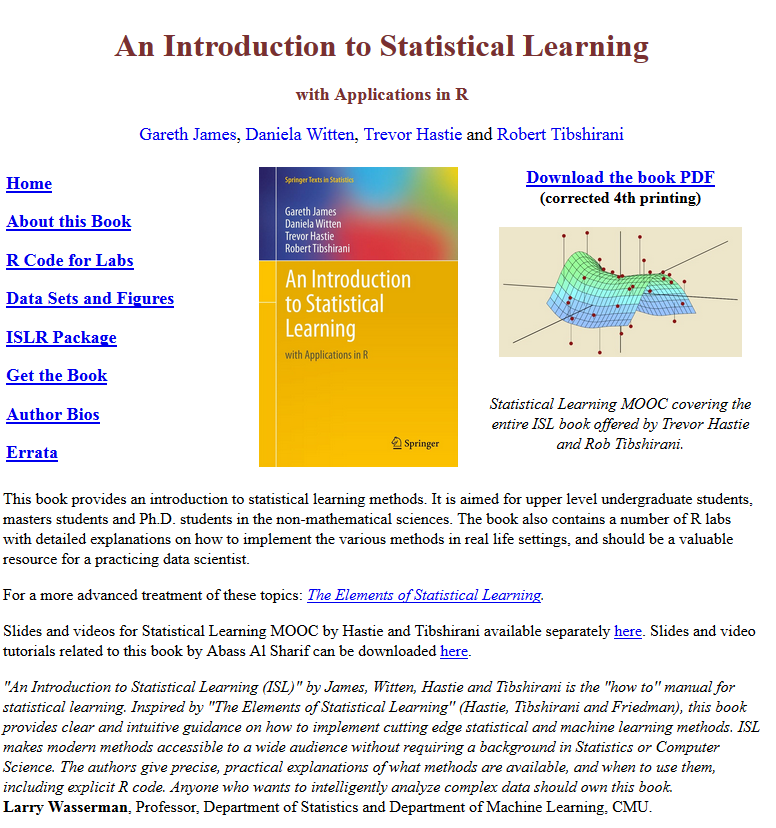 An Introduction to Statistical Learning
with Applications in R
Gareth James, Daniela Witten, Trevor Hastie and Robert Tibshirani
Home
About this Book
R Code for Labs
Data Sets and Figures
ISLR Package
Get the Book
Author Bios
Errata
Springer Texts in Statistics
Gareth James
Daniela Witten
Trevor Hastie
Robert Tibshirani
An Introduction
to Statistical
Learning
with Applications in R
Springer
Download the book PDF
(corrected 4th printing)
Statistical Learning MOOC covering the
entire ISL book offered by Trevor Hastie
and Rob Tibshirani.
This book provides an introduction to statistical learning methods. It is aimed for upper level undergraduate students,
masters students and Ph.D. students in the non-mathematical sciences. The book also contains a number of R labs
with detailed explanations on how to implement the various methods in real life settings, and should be a valuable
resource for a practicing data scientist.
For a more advanced treatment of these topics: The Elements of Statistical Learning.
Slides and videos for Statistical Learning MOOC by Hastie and Tibshirani available separately here. Slides and video
tutorials related to this book by Abass Al Sharif can be downloaded here.
"An Introduction to Statistical Learning (ISL)" by James, Witten, Hastie and Tibshirani is the "how to" manual for
statistical learning. Inspired by "The Elements of Statistical Learning" (Hastie, Tibshirani and Friedman), this book
provides clear and intuitive guidance on how to implement cutting edge statistical and machine learning methods. ISL
makes modern methods accessible to a wide audience without requiring a background in Statistics or Computer
Science. The authors give precise, practical explanations of what methods are available, and when to use them,
including explicit R code. Anyone who wants to intelligently analyze complex data should own this book.
Larry Wasserman, Professor, Department of Statistics and Department of Machine Learning, CMU.